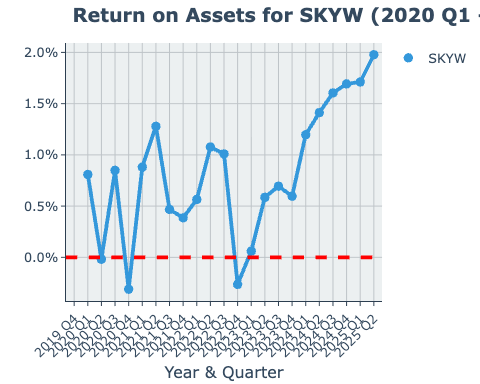 Return on Assets for SKYW (2020 Q1 -
SKYW
2.0%
1.5%
1.0%
0.5%
0.0%
2019 Q4
2020 Q1
2020 Q2
2020 Q3
2020 Q4
2021 Q1
2021 Q2
2021 Q3
2021 Q4
2022 Q1
2022 Q2
2022 Q3
2022 Q4
2023 Q1
2023 Q2
2023 Q3
2023 Q4
2024 Q1
2024 Q2
2024 Q3
2024 Q4
2025 Q1
2025 Q2
Year & Quarter